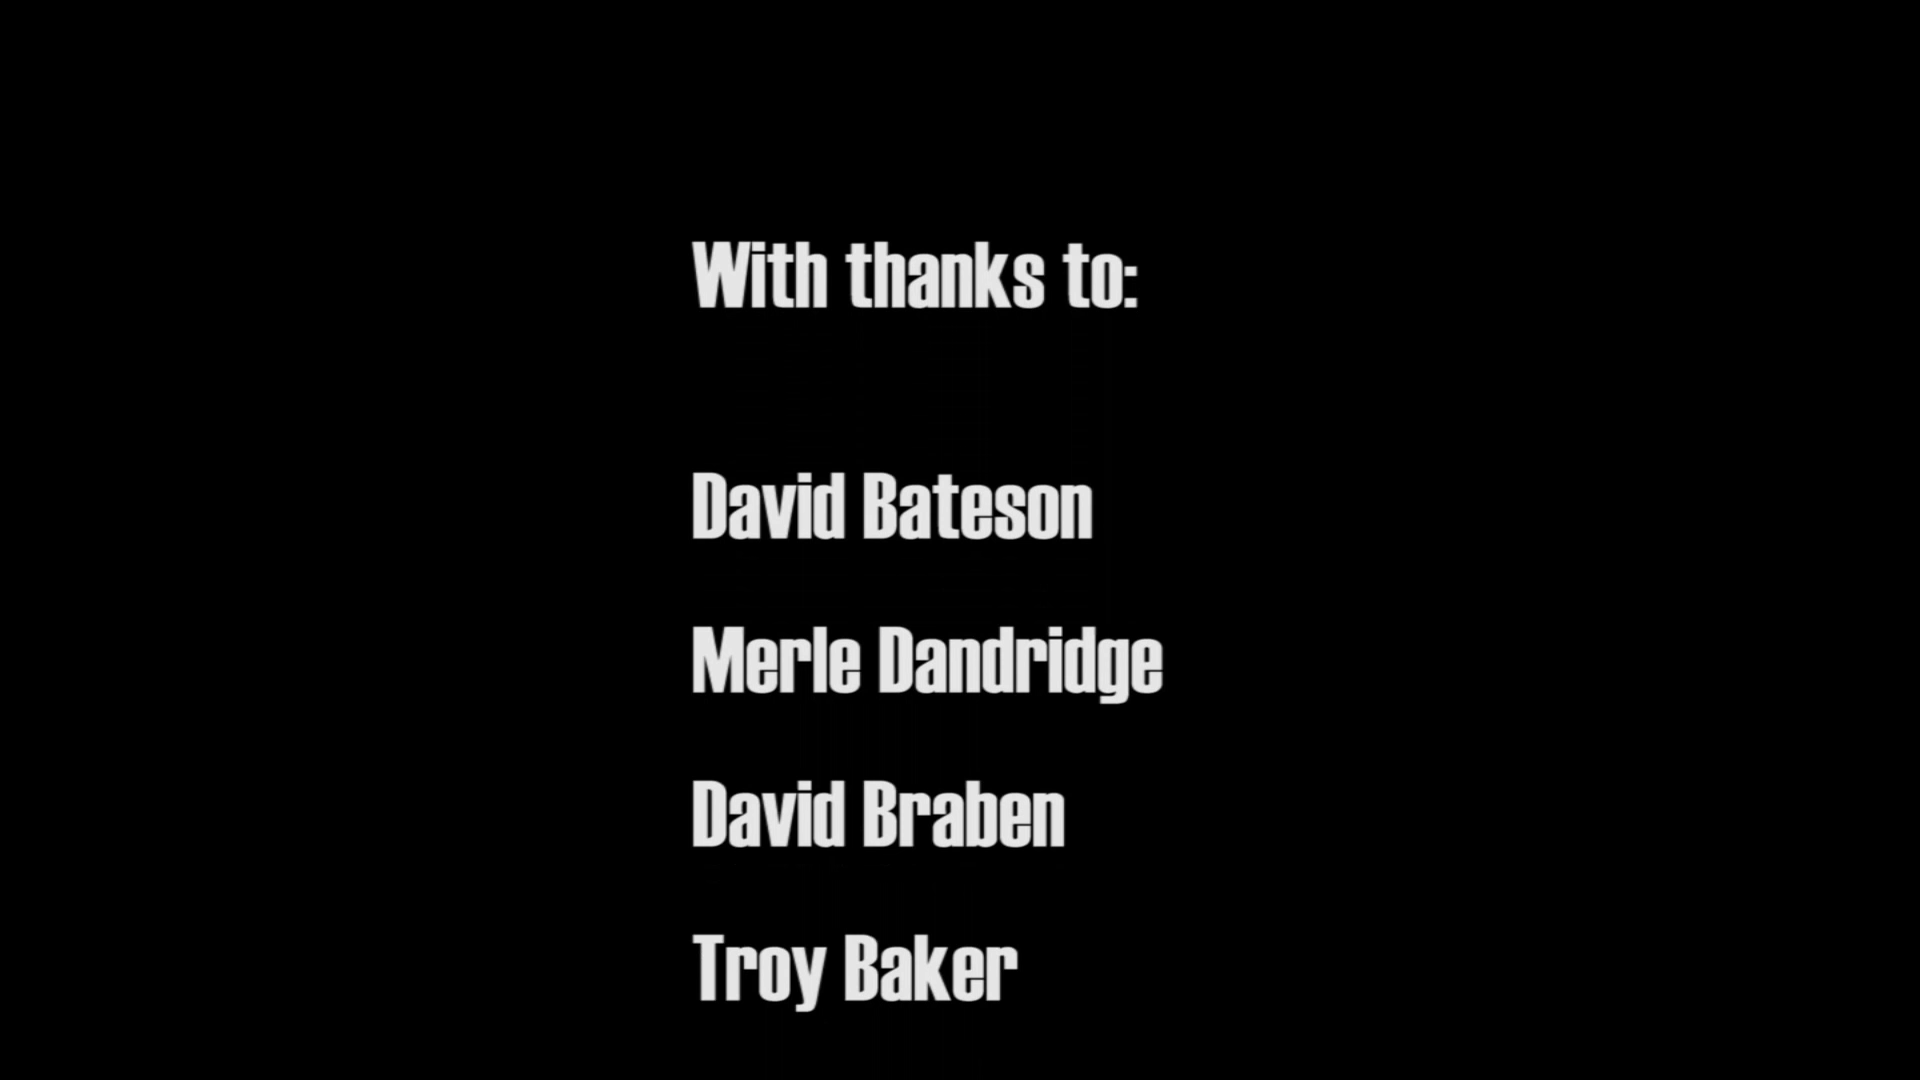 With thanks to:
David Bateson
Merle Dandridge
David Braben
Troy Baker